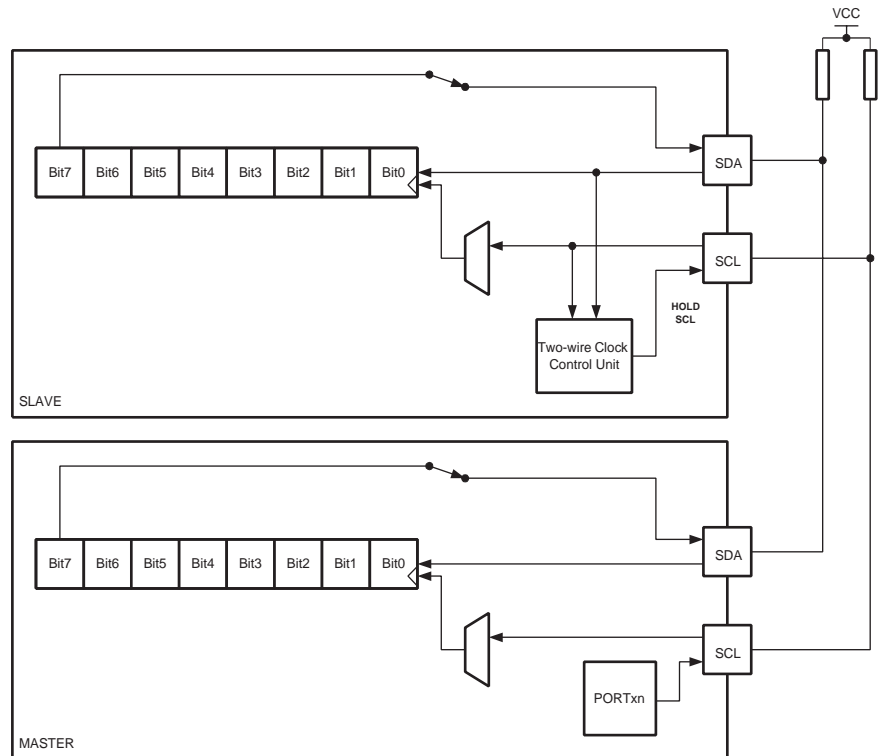 VCC
Bit7 Bit6 Bit5 Bit4 Bit3 Bit2 Bit1 Bit0
SDA
SCL
HOLD
SCL
Two-wire Clock
Control Unit
SLAVE
Bit7 Bit6 Bit5 Bit4 Bit3 Bit2 Bit1 Bit0
SDA
SCL
PORTxn
MASTER